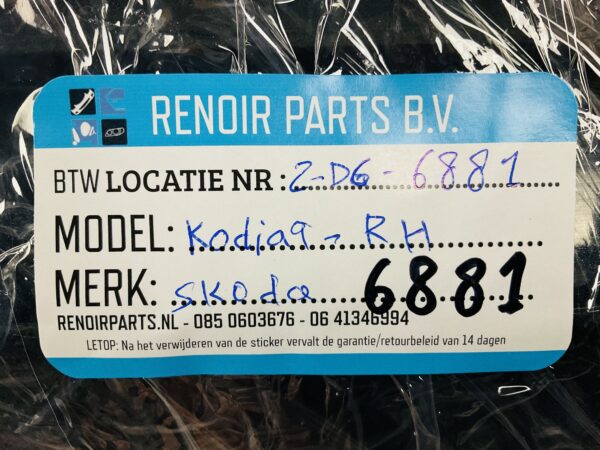 RENOIR PARTS B.V.
BTW LOCATIE NR : 2-D6 - 6881
MODEL: Kodiaq - RH
MERK: Skoda 6881
RENOIRPARTS.NL - 085 0603676 - 06 41346994
LETOP: Na het verwijderen van de sticker vervalt de garantie/retourbeleid van 14 dagen